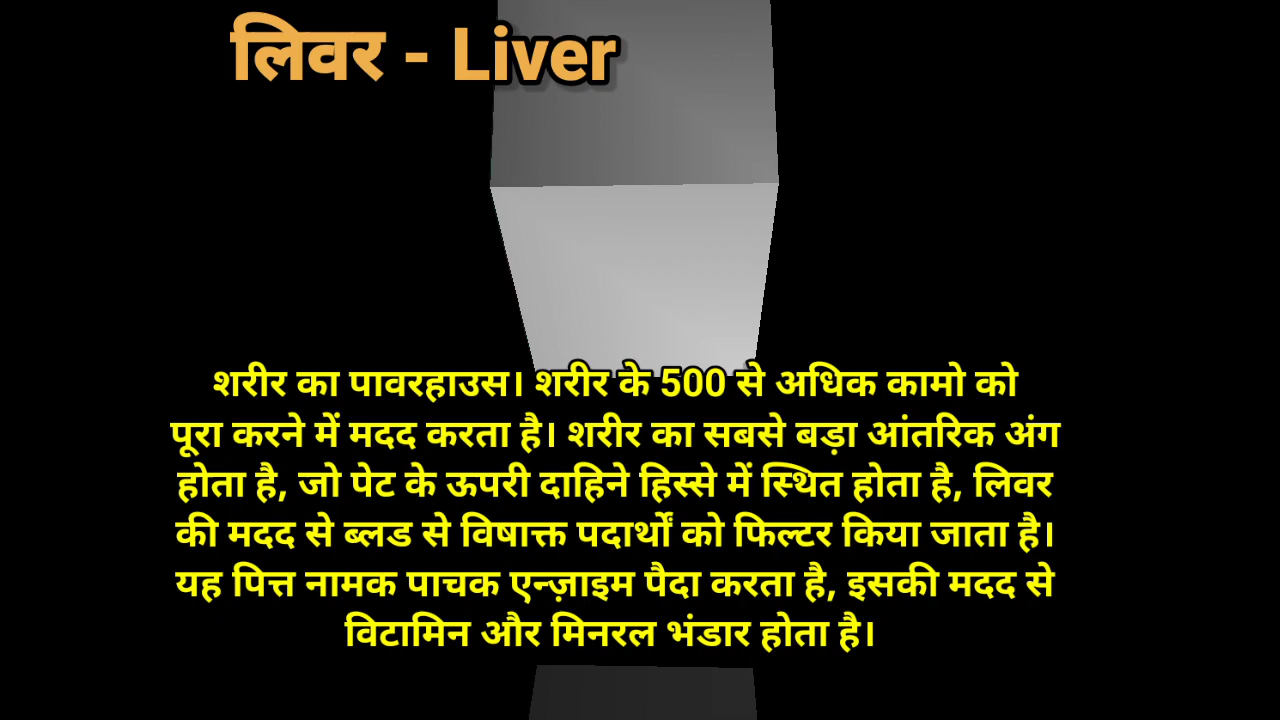 लिवर - Liver
शरीर का पावरहाउस। शरीर के 500 से अधिक कामो को
पूरा करने में मदद करता है। शरीर का सबसे बड़ा आंतरिक अंग
होता है, जो पेट के ऊपरी दाहिने हिस्से में स्थित होता है, लिवर
की मदद से ब्लड से विषाक्त पदार्थों को फिल्टर किया जाता है।
यह पित्त नामक पाचक एन्ज़ाइम पैदा करता है, इसकी मदद से
विटामिन और मिनरल भंडार होता है।